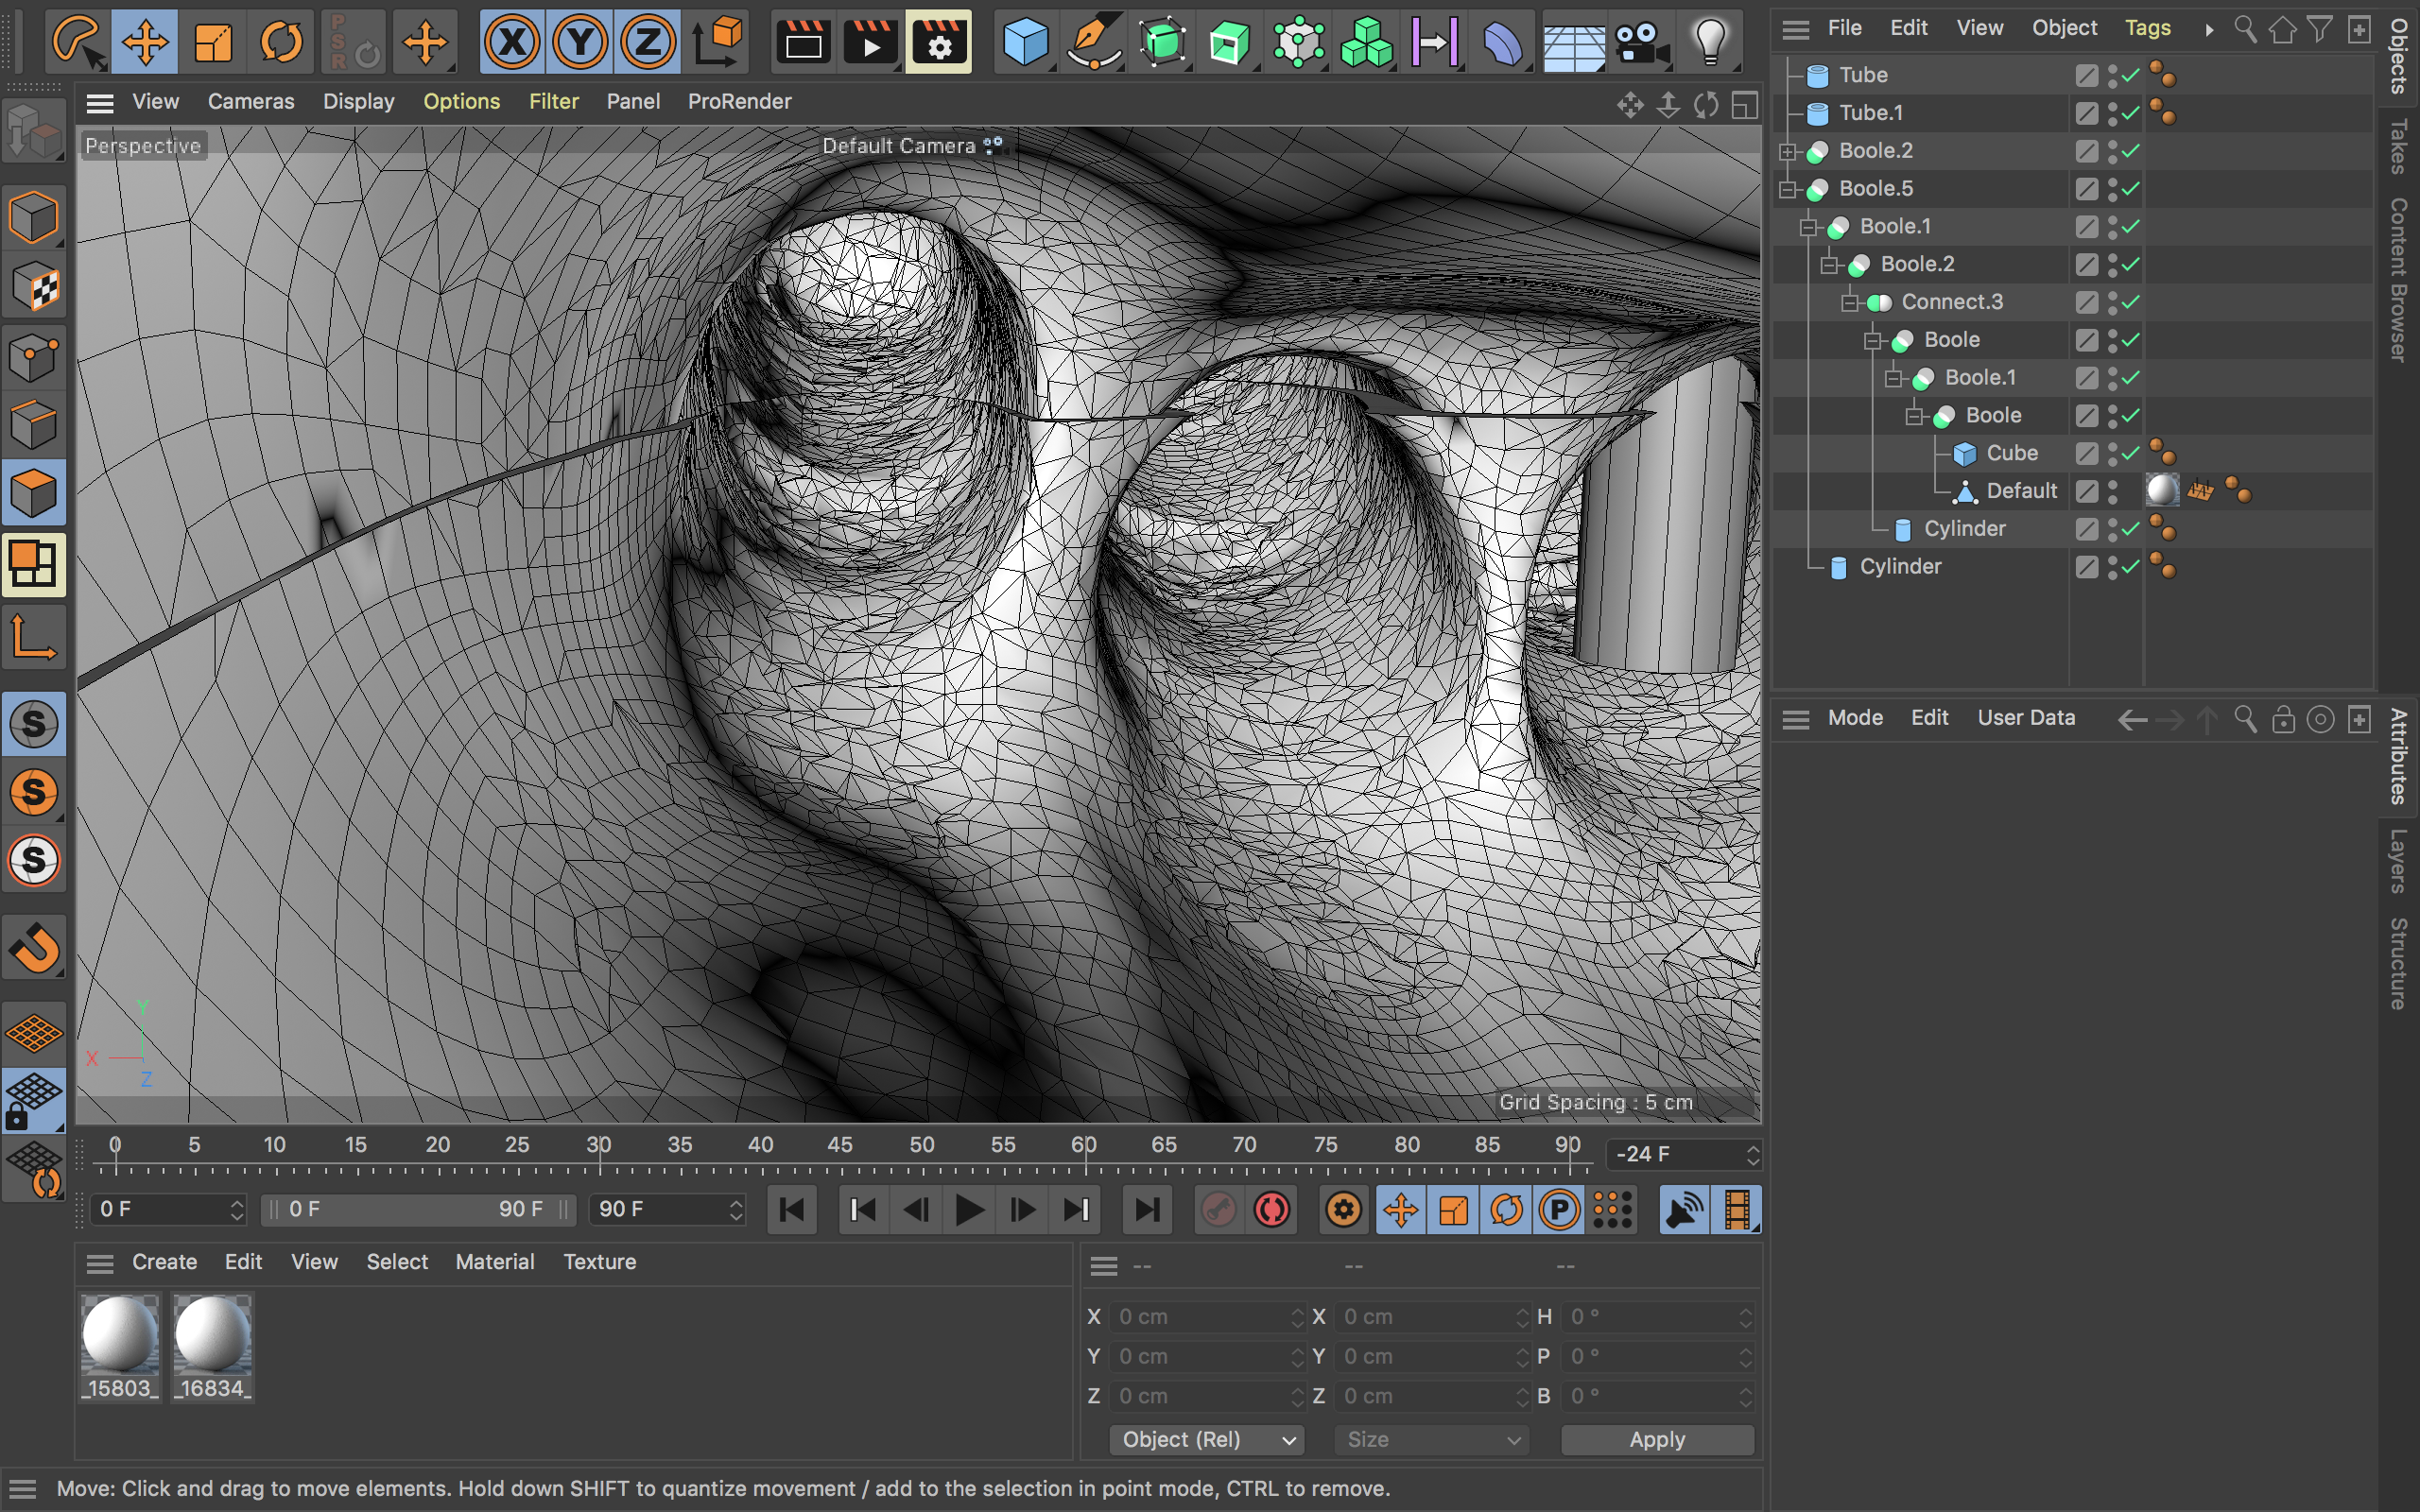 PSR
X Y Z
File Edit View Object Tags
Objects
Takes
Content Browser
View Cameras Display Options Filter Panel ProRender
Perspective
Default Camera
Tube
Tube.1
Boole.2
Boole.5
Boole.1
Boole.2
Connect.3
Boole
Boole.1
Boole
Cube
Default
Cylinder
Cylinder
S
S
S
Mode Edit User Data
Attributes
Layers
Structure
Y
X
Z
Grid Spacing : 5 cm
0 5 10 15 20 25 30 35 40 45 50 55 60 65 70 75 80 85 90
-24 F
0 F
0 F 90 F
90 F
P
Create Edit View Select Material Texture
_15803_
_16834_
-- -- --
X 0 cm X 0 cm H 0 °
Y 0 cm Y 0 cm P 0 °
Z 0 cm Z 0 cm B 0 °
Object (Rel) Size Apply
Move: Click and drag to move elements. Hold down SHIFT to quantize movement / add to the selection in point mode, CTRL to remove.